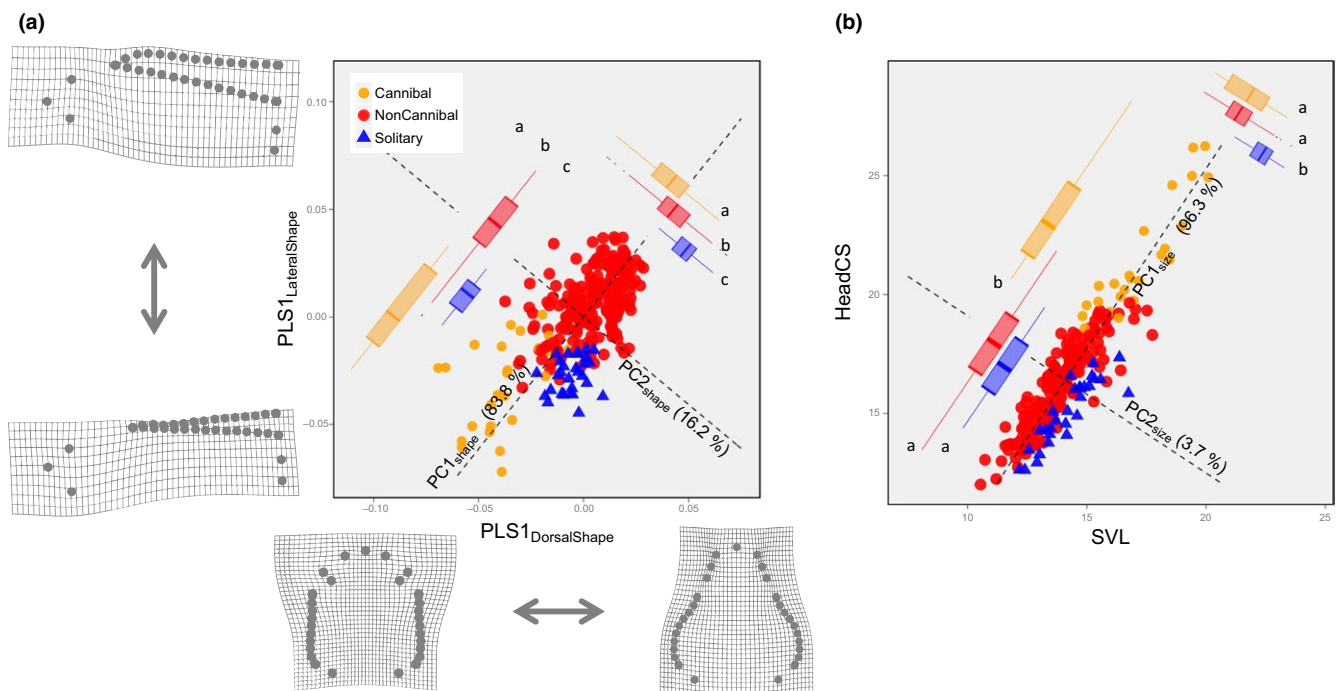 (a)
(b)
Cannibal
NonCannibal
Solitary
a
b
c
a
b
c
0.10
0.05
0.00
−0.05
PLS1LateralShape
PC1shape (83.8 %)
PC2shape (16.2 %)
−0.10
−0.05
0.00
0.05
PLS1DorsalShape
a
a
b
b
a
a
25
20
15
HeadCS
PC1size (96.3 %)
PC2size (3.7 %)
10
15
20
25
SVL